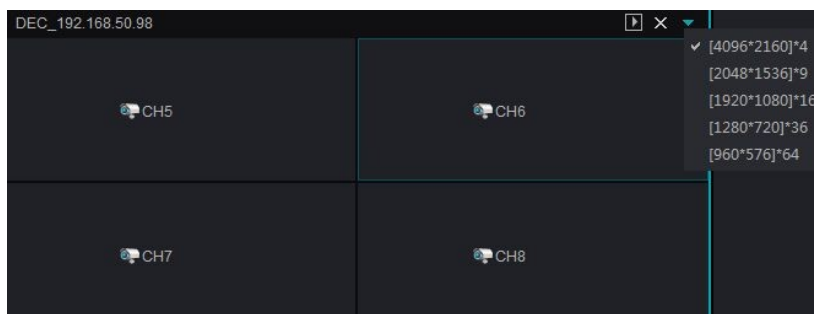 DEC_192.168.50.98
[4096*2160]*4
[2048*1536]*9
[1920*1080]*16
[1280*720]*36
[960*576]*64
CH5
CH6
CH7
CH8